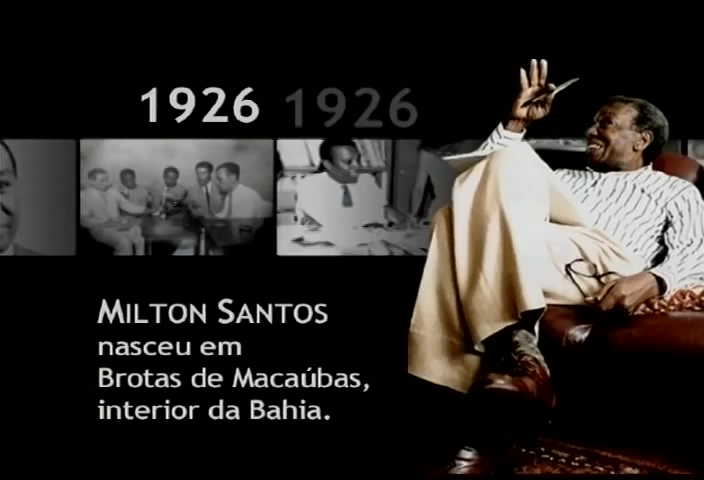 1926 1926
MILTON SANTOS
nasceu em
Brotas de Macaúbas,
interior da Bahia.